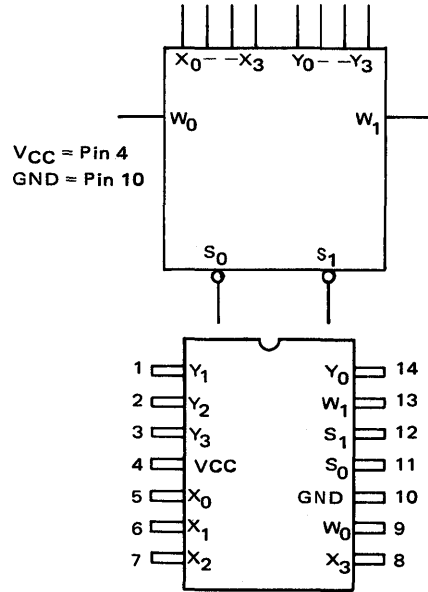 X0---X3 Y0---Y3
W0 W1
VCC = Pin 4
GND = Pin 10
S0 S1
1 Y1 Y0 14
2 Y2 W1 13
3 Y3 S1 12
4 VCC S0 11
5 X0 GND 10
6 X1 W0 9
7 X2 X3 8